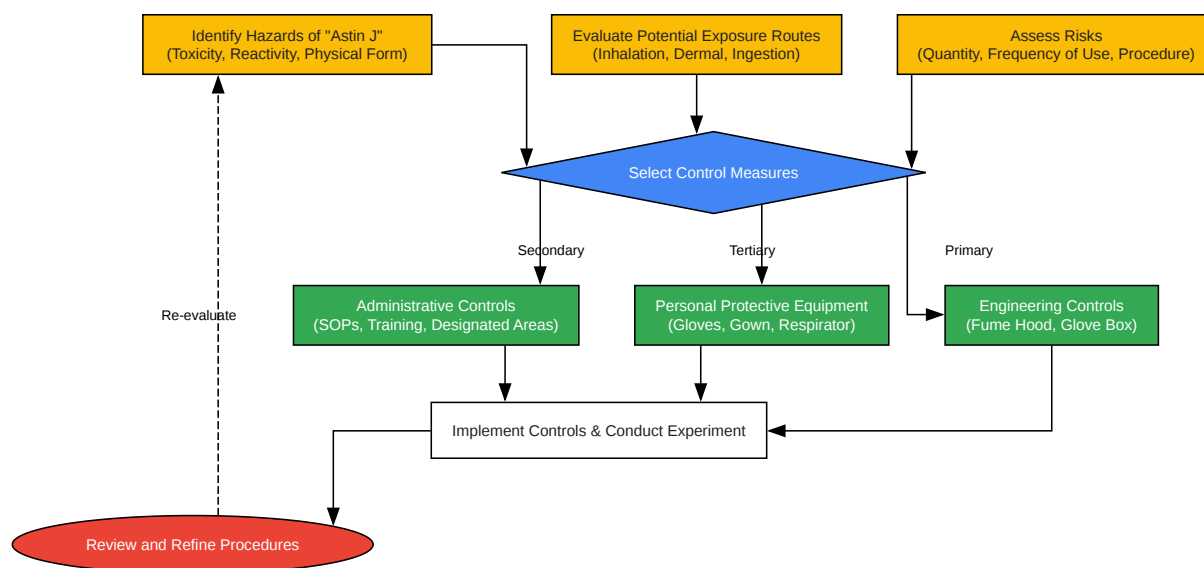 Identify Hazards of "Astin J"
(Toxicity, Reactivity, Physical Form)
Evaluate Potential Exposure Routes
(Inhalation, Dermal, Ingestion)
Assess Risks
(Quantity, Frequency of Use, Procedure)
Select Control Measures
Secondary
Tertiary
Primary
Administrative Controls
(SOPs, Training, Designated Areas)
Personal Protective Equipment
(Gloves, Gown, Respirator)
Engineering Controls
(Fume Hood, Glove Box)
Re-evaluate
Implement Controls & Conduct Experiment
Review and Refine Procedures